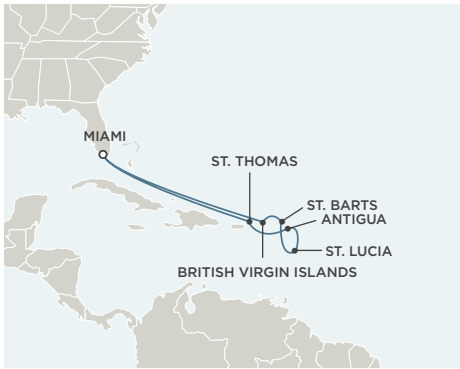 MIAMI
ST. THOMAS
ST. BARTS
ANTIGUA
ST. LUCIA
BRITISH VIRGIN ISLANDS